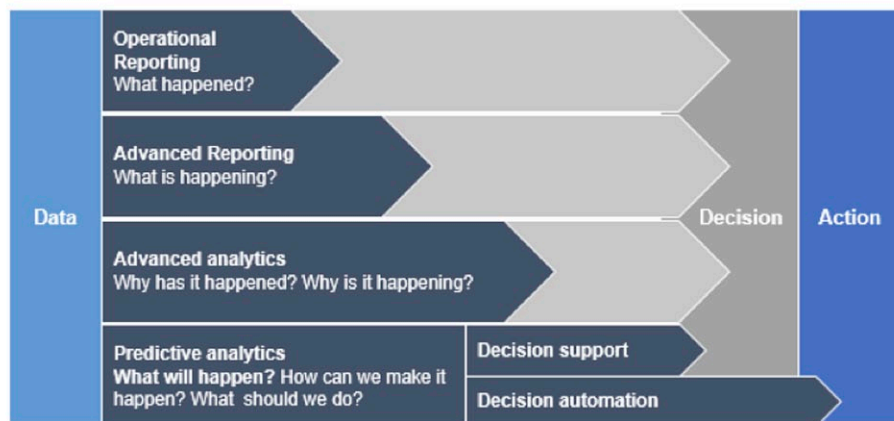 Operational
Reporting
What happened?
Advanced Reporting
What is happening?
Data
Decision
Action
Advanced analytics
Why has it happened? Why is it happening?
Predictive analytics
What will happen? How can we make it
happen? What should we do?
Decision support
Decision automation